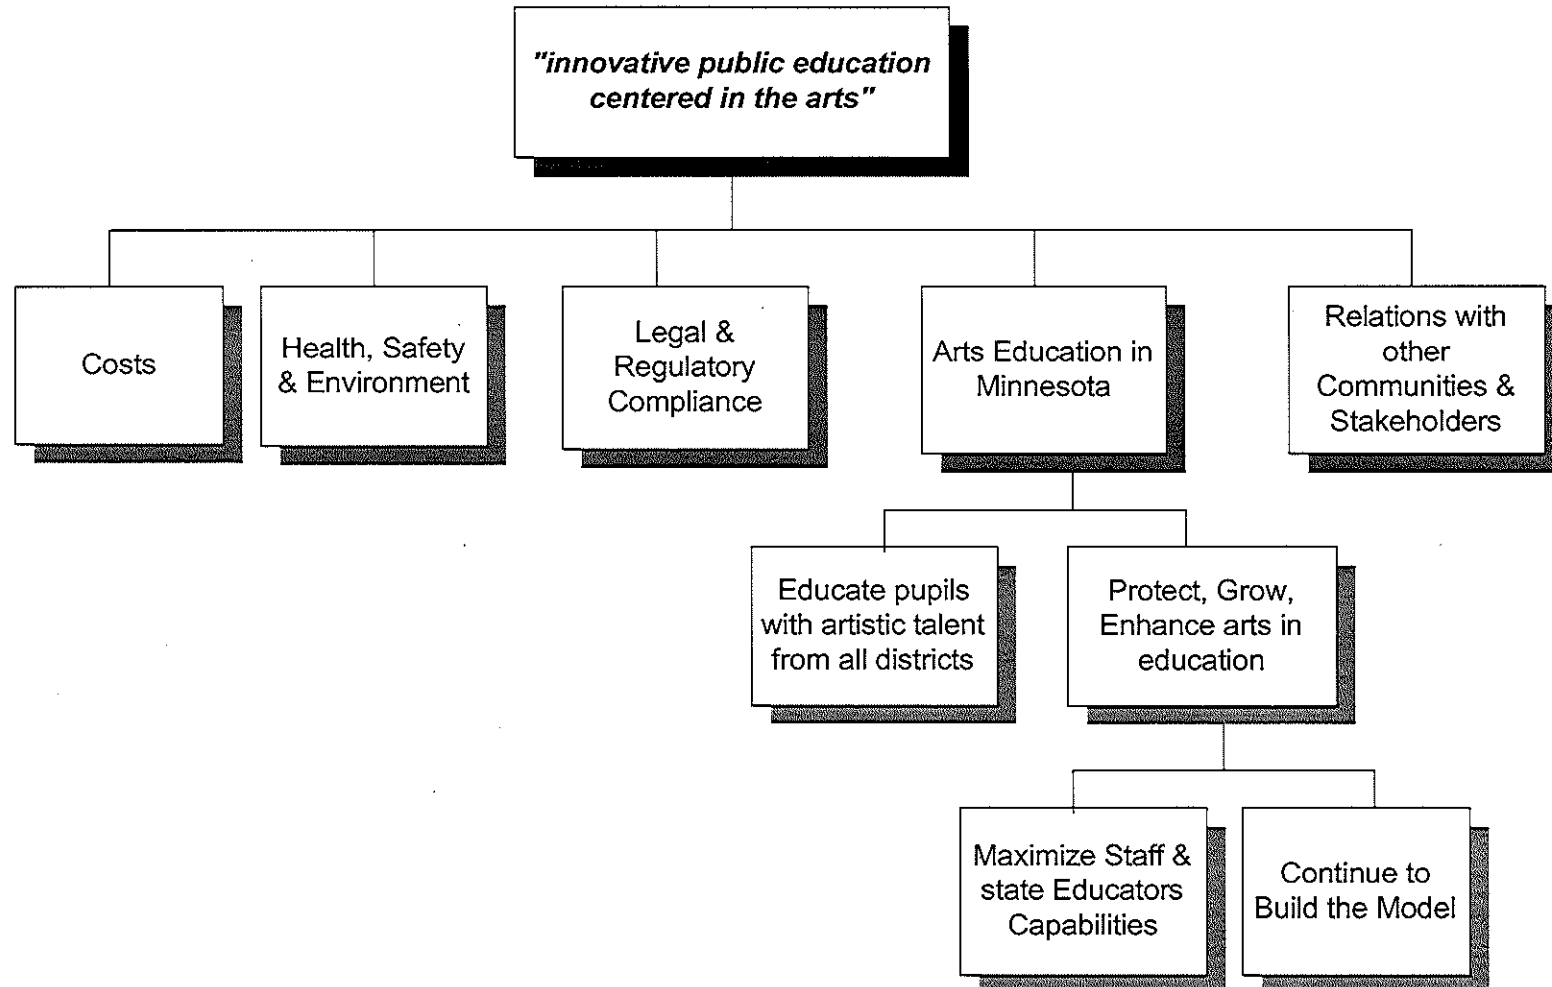 "innovative public education
centered in the arts"
Costs
Health, Safety
& Environment
Legal &
Regulatory
Compliance
Arts Education in
Minnesota
Relations with
other
Communities &
Stakeholders
Educate pupils
with artistic talent
from all districts
Protect, Grow,
Enhance arts in
education
Maximize Staff &
state Educators
Capabilities
Continue to
Build the Model